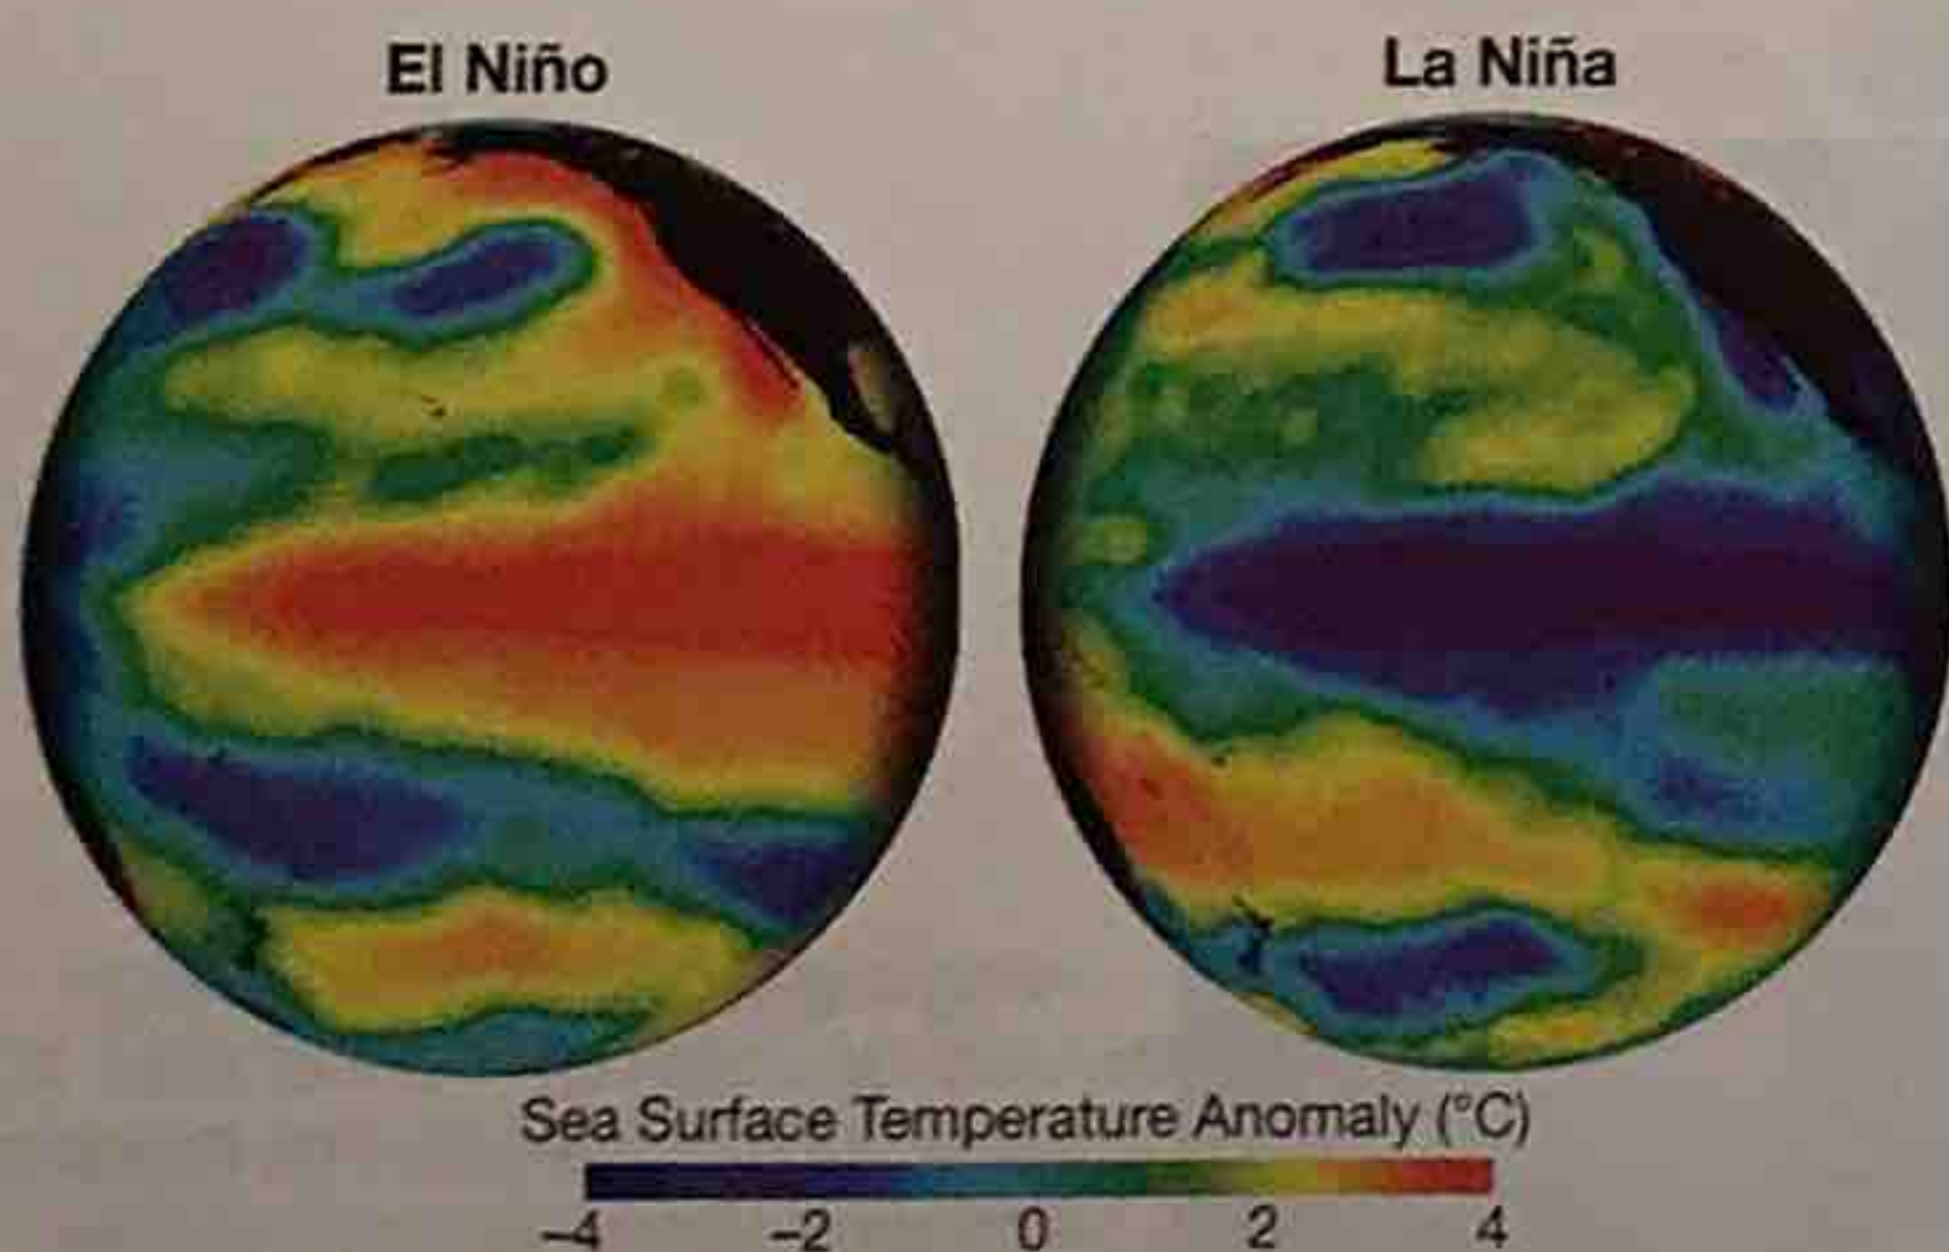 El Niño
La Niña
Sea Surface Temperature Anomaly (°C)
–4 –2 0 2 4